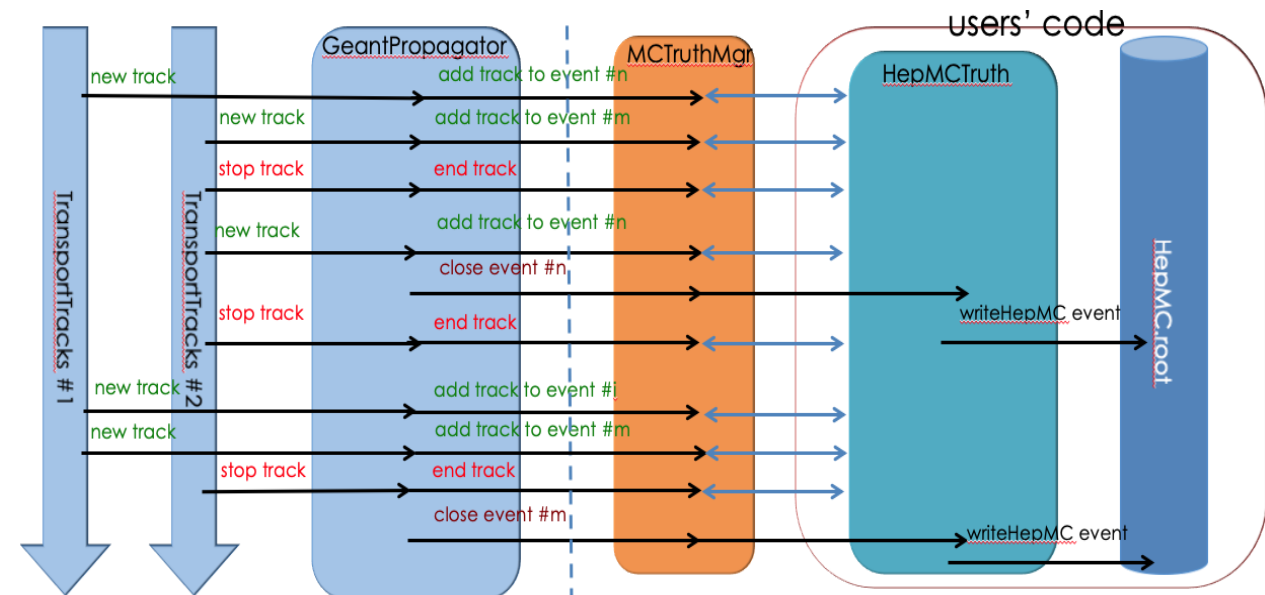 users' code
GeantPropagator
MCTruthMgr
HepMCTruth
new track
add track to event #n
new track
add track to event #m
stop track
end track
TransportTracks #1
TransportTracks #2
new track
add track to event #n
HepMC.root
close event #n
stop track
end track
writeHepMC event
new track
add track to event #i
new track
add track to event #m
stop track
end track
close event #m
writeHepMC event